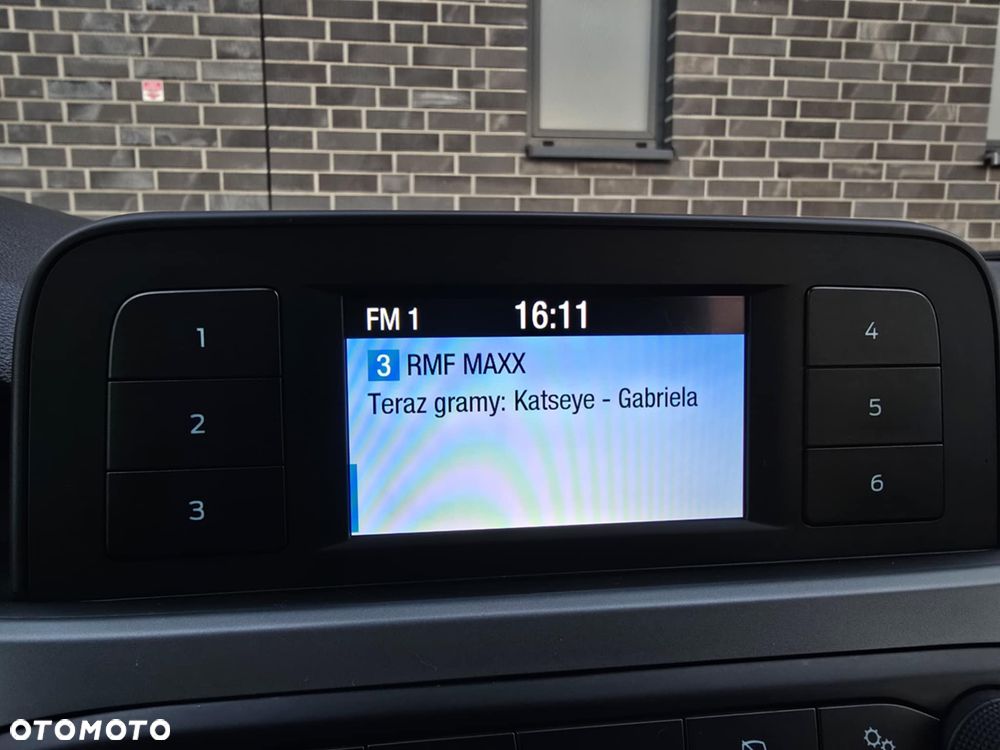 FM 1 16:11
3 RMF MAXX
Teraz gramy: Katseye - Gabriela
1
2
3
4
5
6
OTOMOTO